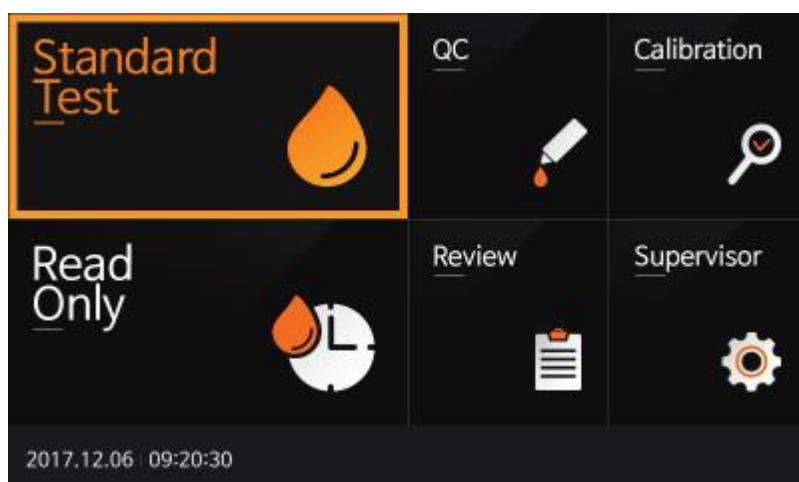 Standard
Test
QC
Calibration
Read
Only
Review
Supervisor
2017.12.06 09:20:30